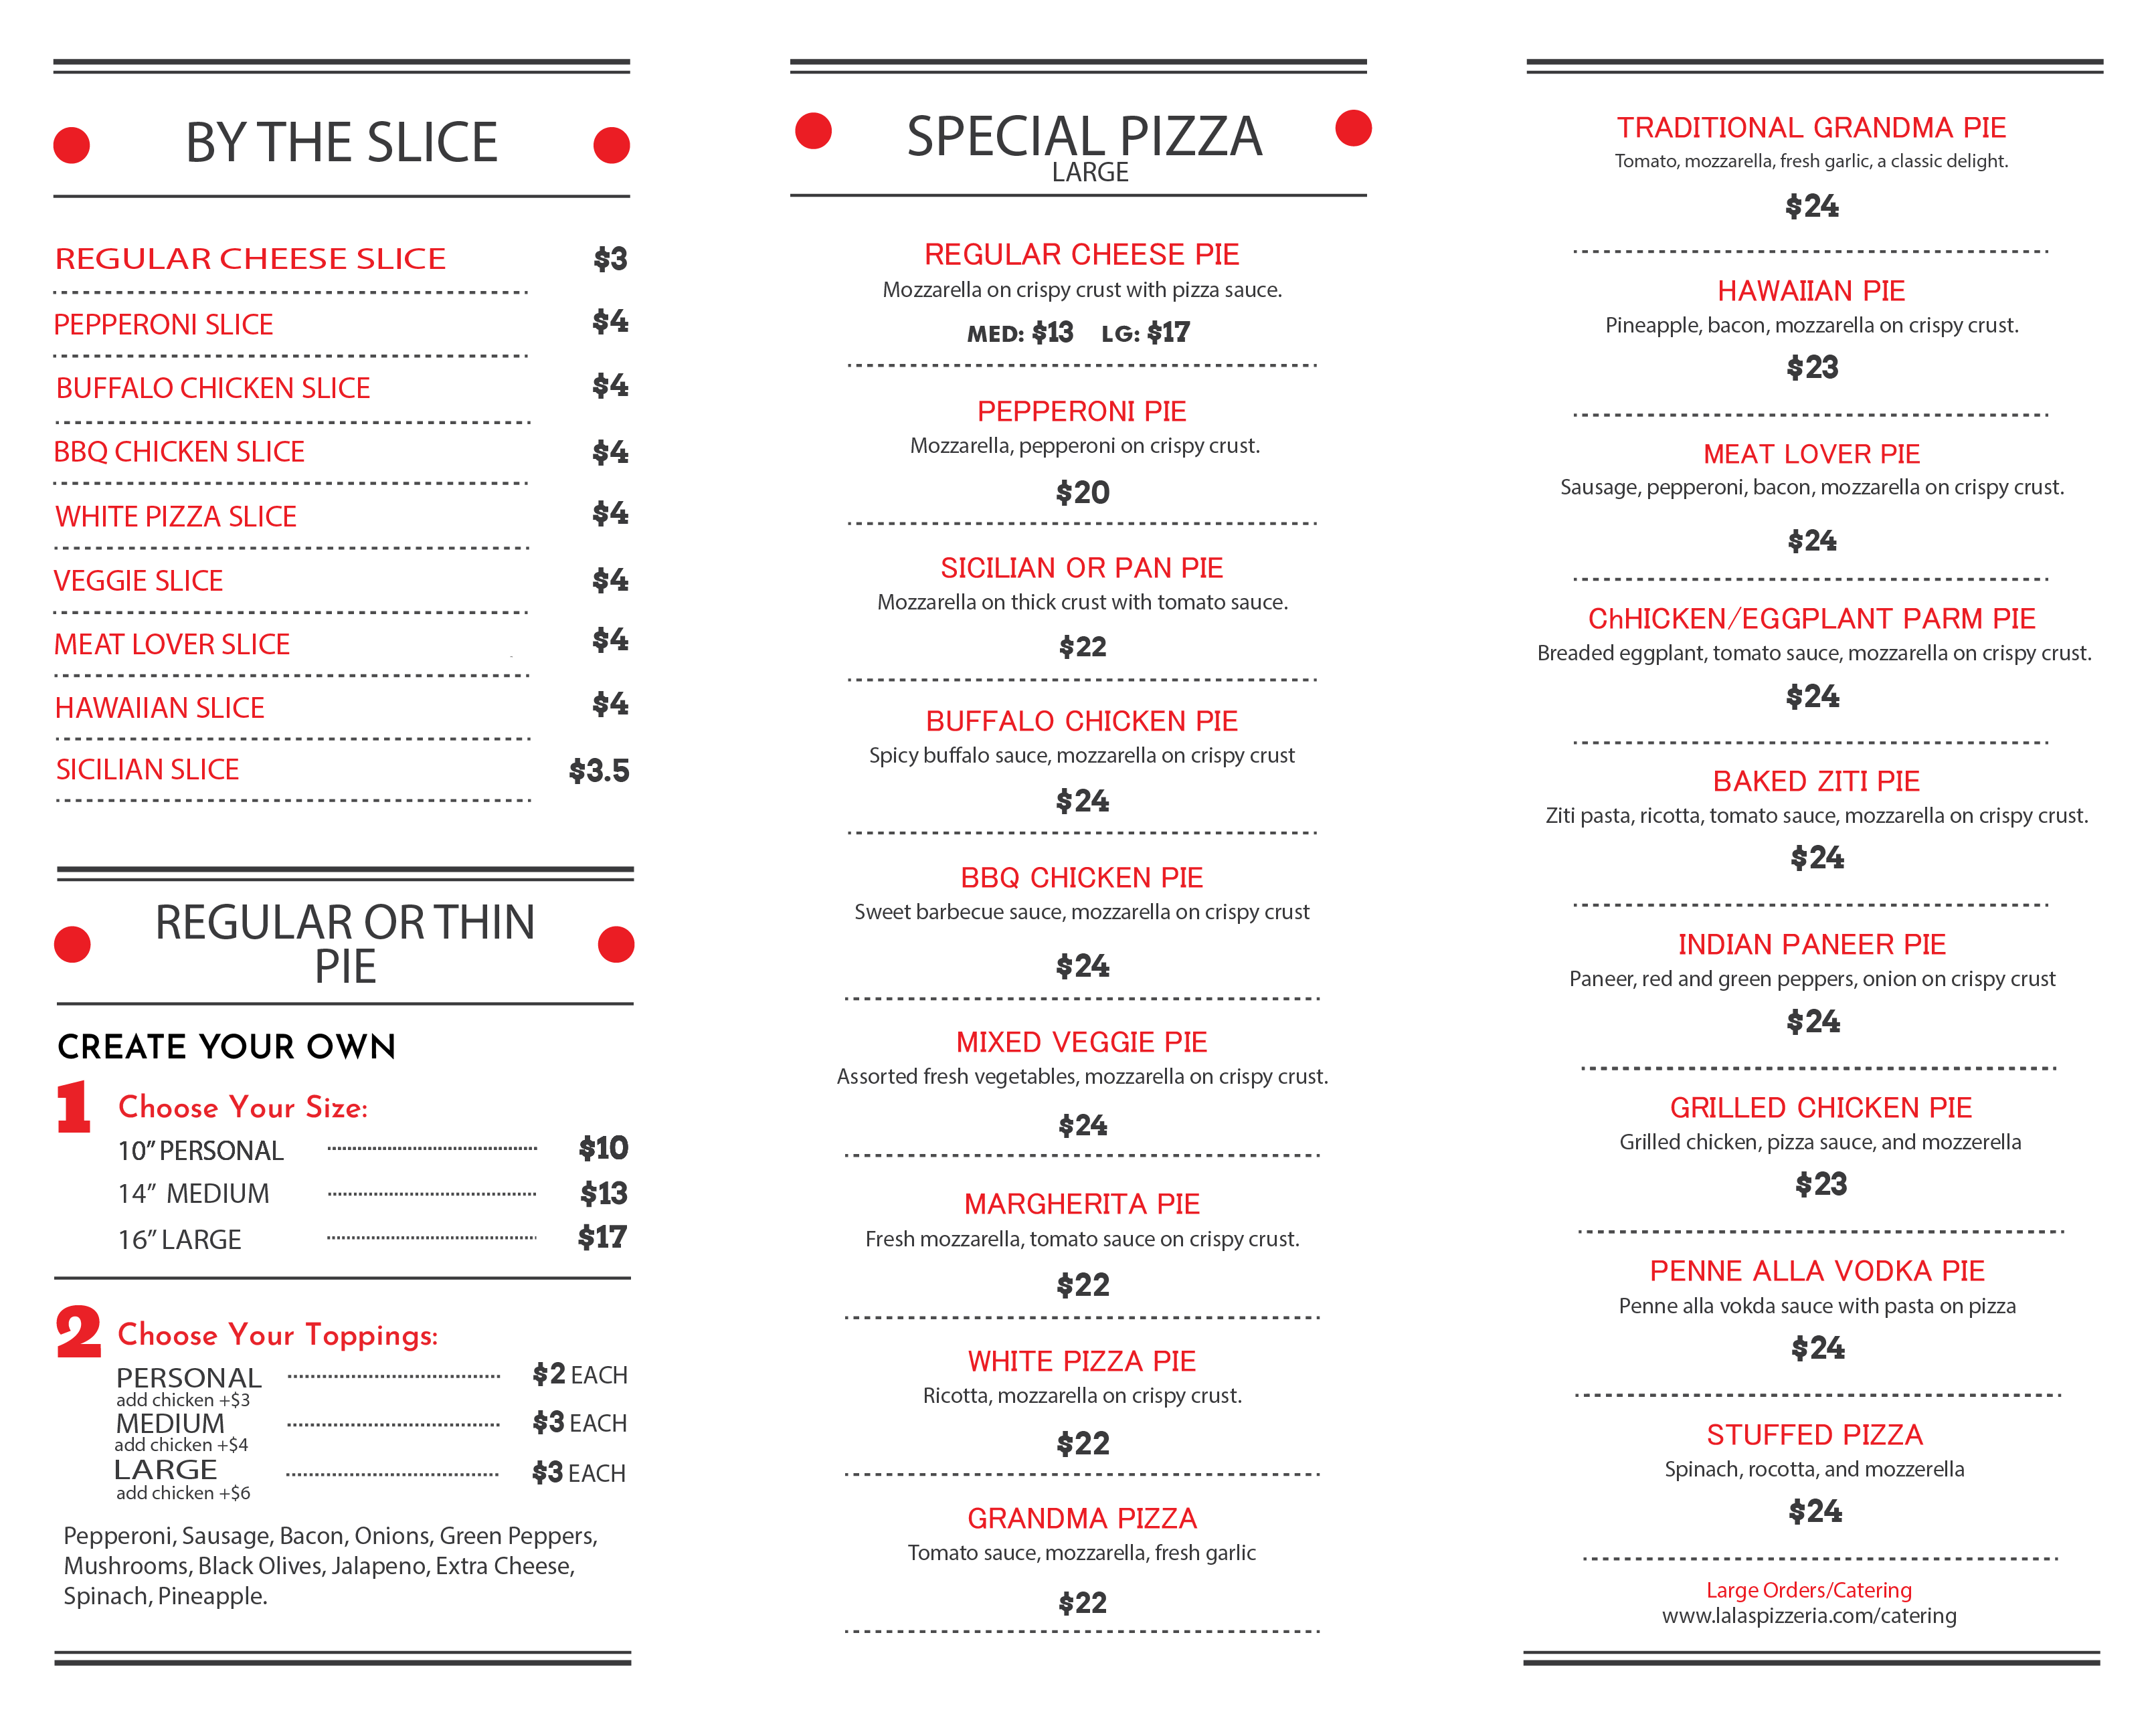 BY THE SLICE
REGULAR CHEESE SLICE $3
PEPPERONI SLICE $4
BUFFALO CHICKEN SLICE $4
BBQ CHICKEN SLICE $4
WHITE PIZZA SLICE $4
VEGGIE SLICE $4
MEAT LOVER SLICE $4
HAWAIIAN SLICE $4
SICILIAN SLICE $3.5
REGULAR OR THIN
PIE
CREATE YOUR OWN
1 Choose Your Size:
10" PERSONAL $10
14" MEDIUM $13
16" LARGE $17
2 Choose Your Toppings:
PERSONAL $2 EACH
add chicken +$3
MEDIUM $3 EACH
add chicken +$4
LARGE $3 EACH
add chicken +$6
Pepperoni, Sausage, Bacon, Onions, Green Peppers,
Mushrooms, Black Olives, Jalapeno, Extra Cheese,
Spinach, Pineapple.
SPECIAL PIZZA
LARGE
REGULAR CHEESE PIE
Mozzarella on crispy crust with pizza sauce.
MED: $13 LG: $17
PEPPERONI PIE
Mozzarella, pepperoni on crispy crust.
$20
SICILIAN OR PAN PIE
Mozzarella on thick crust with tomato sauce.
$22
BUFFALO CHICKEN PIE
Spicy buffalo sauce, mozzarella on crispy crust
$24
BBQ CHICKEN PIE
Sweet barbecue sauce, mozzarella on crispy crust
$24
MIXED VEGGIE PIE
Assorted fresh vegetables, mozzarella on crispy crust.
$24
MARGHERITA PIE
Fresh mozzarella, tomato sauce on crispy crust.
$22
WHITE PIZZA PIE
Ricotta, mozzarella on crispy crust.
$22
GRANDMA PIZZA
Tomato sauce, mozzarella, fresh garlic
$22
TRADITIONAL GRANDMA PIE
Tomato, mozzarella, fresh garlic, a classic delight.
$24
HAWAIIAN PIE
Pineapple, bacon, mozzarella on crispy crust.
$23
MEAT LOVER PIE
Sausage, pepperoni, bacon, mozzarella on crispy crust.
$24
ChHICKEN/EGGPLANT PARM PIE
Breaded eggplant, tomato sauce, mozzarella on crispy crust.
$24
BAKED ZITI PIE
Ziti pasta, ricotta, tomato sauce, mozzarella on crispy crust.
$24
INDIAN PANEER PIE
Paneer, red and green peppers, onion on crispy crust
$24
GRILLED CHICKEN PIE
Grilled chicken, pizza sauce, and mozzerella
$23
PENNE ALLA VODKA PIE
Penne alla vokda sauce with pasta on pizza
$24
STUFFED PIZZA
Spinach, rocotta, and mozzerella
$24
Large Orders/Catering
www.lalaspizzeria.com/catering